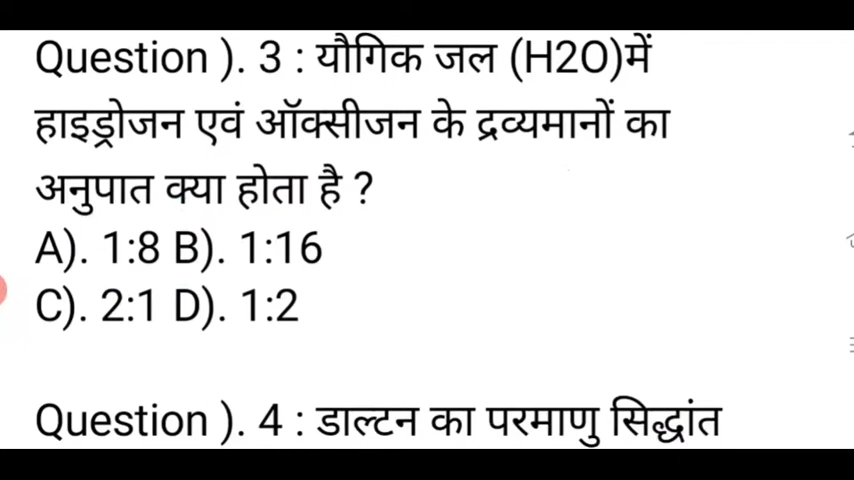 Question ). 3 : यौगिक जल (H2O)में
हाइड्रोजन एवं ऑक्सीजन के द्रव्यमानों का
अनुपात क्या होता है ?
A). 1:8 B). 1:16
C). 2:1 D). 1:2
Question ). 4 : डाल्टन का परमाणु सिद्धांत